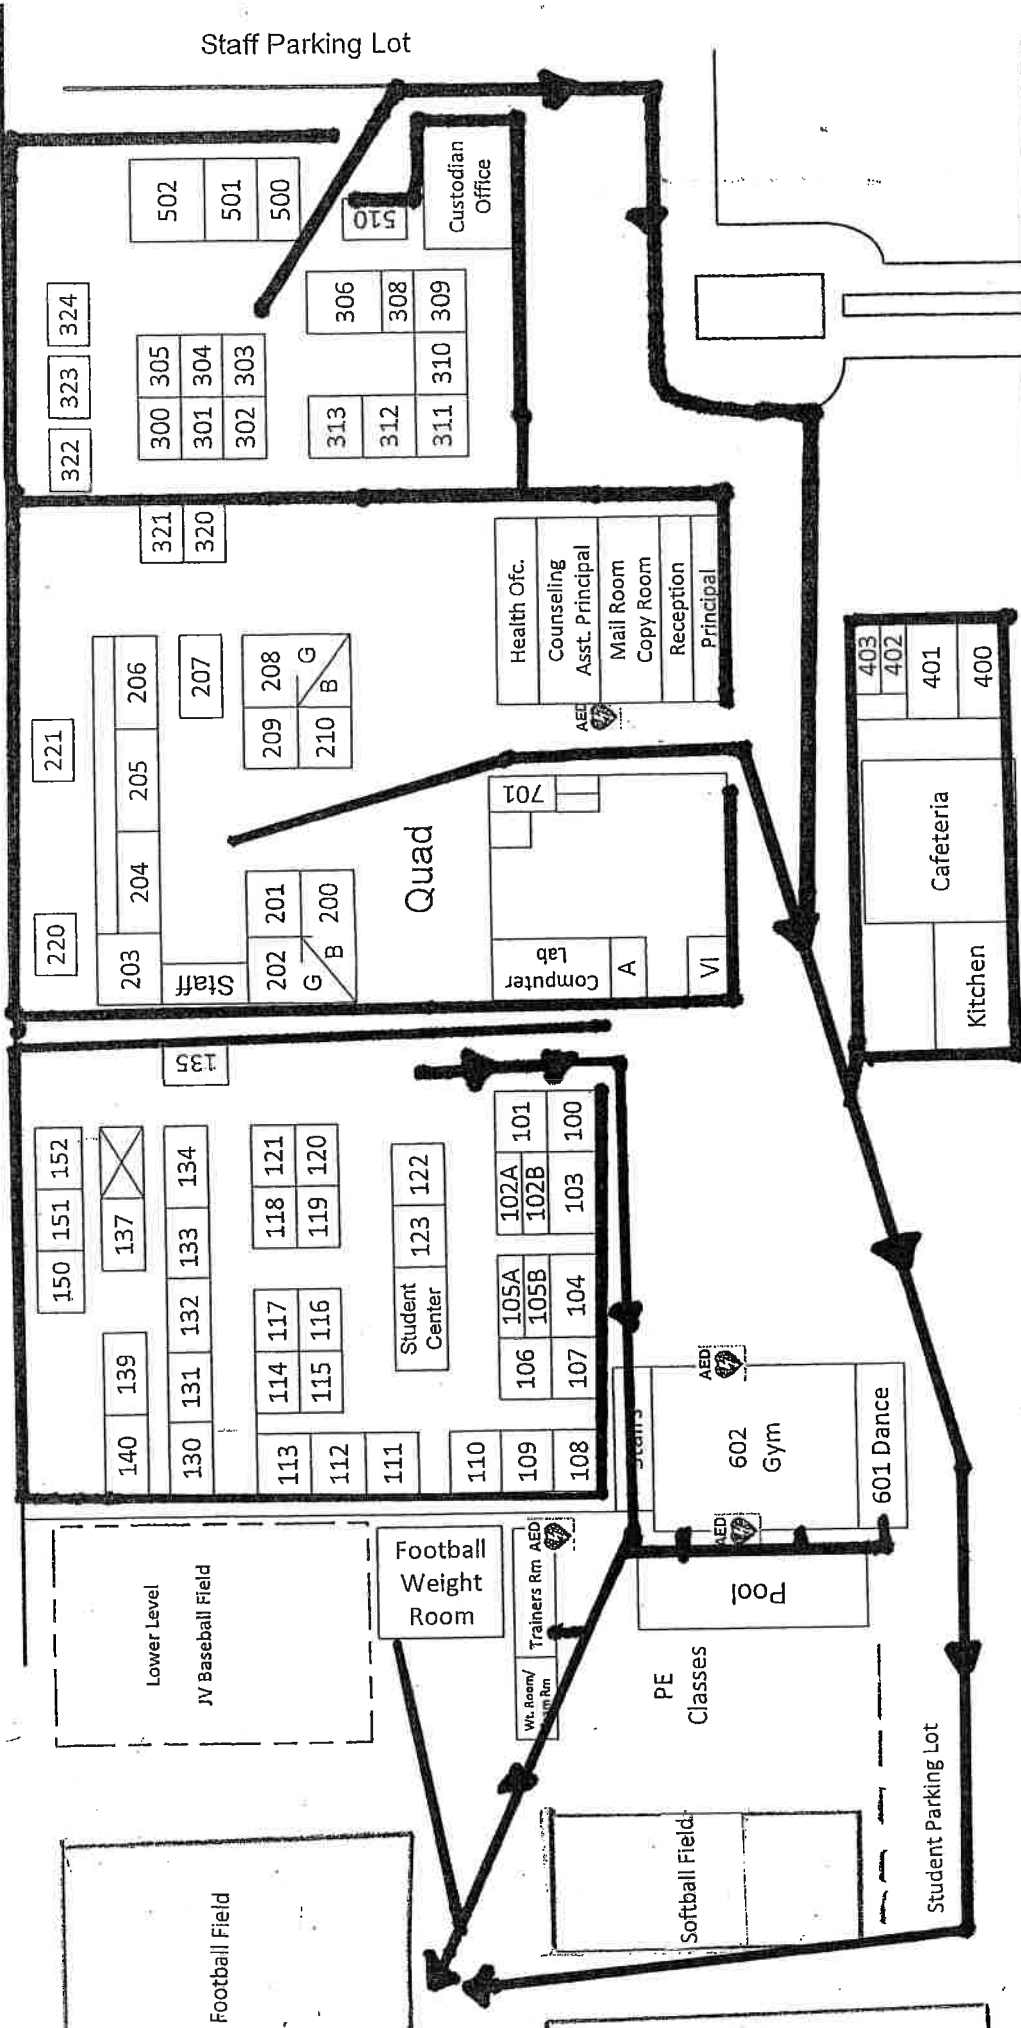 Staff Parking Lot
502
501
500
510
Custodian
Office
324
323
322
305
304
303
300
301
302
306
308
309
310
313
312
311
321
320
Health Ofc.
Counseling
Asst. Principal
Mail Room
Copy Room
Reception
Principal
AED
206
205
204
203
207
208
G
B
209
210
221
220
Staff
201
200
202
G
B
Quad
701
Computer
Lab
A
VI
403
402
401
400
Cafeteria
Kitchen
135
152
151
150
137
134
133
132
131
130
139
140
121
120
118
119
117
116
114
115
113
112
111
110
109
108
122
123
Student
Center
101
100
102A
102B
103
105A
105B
104
106
107
Stairs
AED
602
Gym
601 Dance
AED
Pool
Lower Level
JV Baseball Field
Football
Weight
Room
Trainers Rm
AED
Wt. Room/
PE
Classes
Football Field
Softball Field
Student Parking Lot